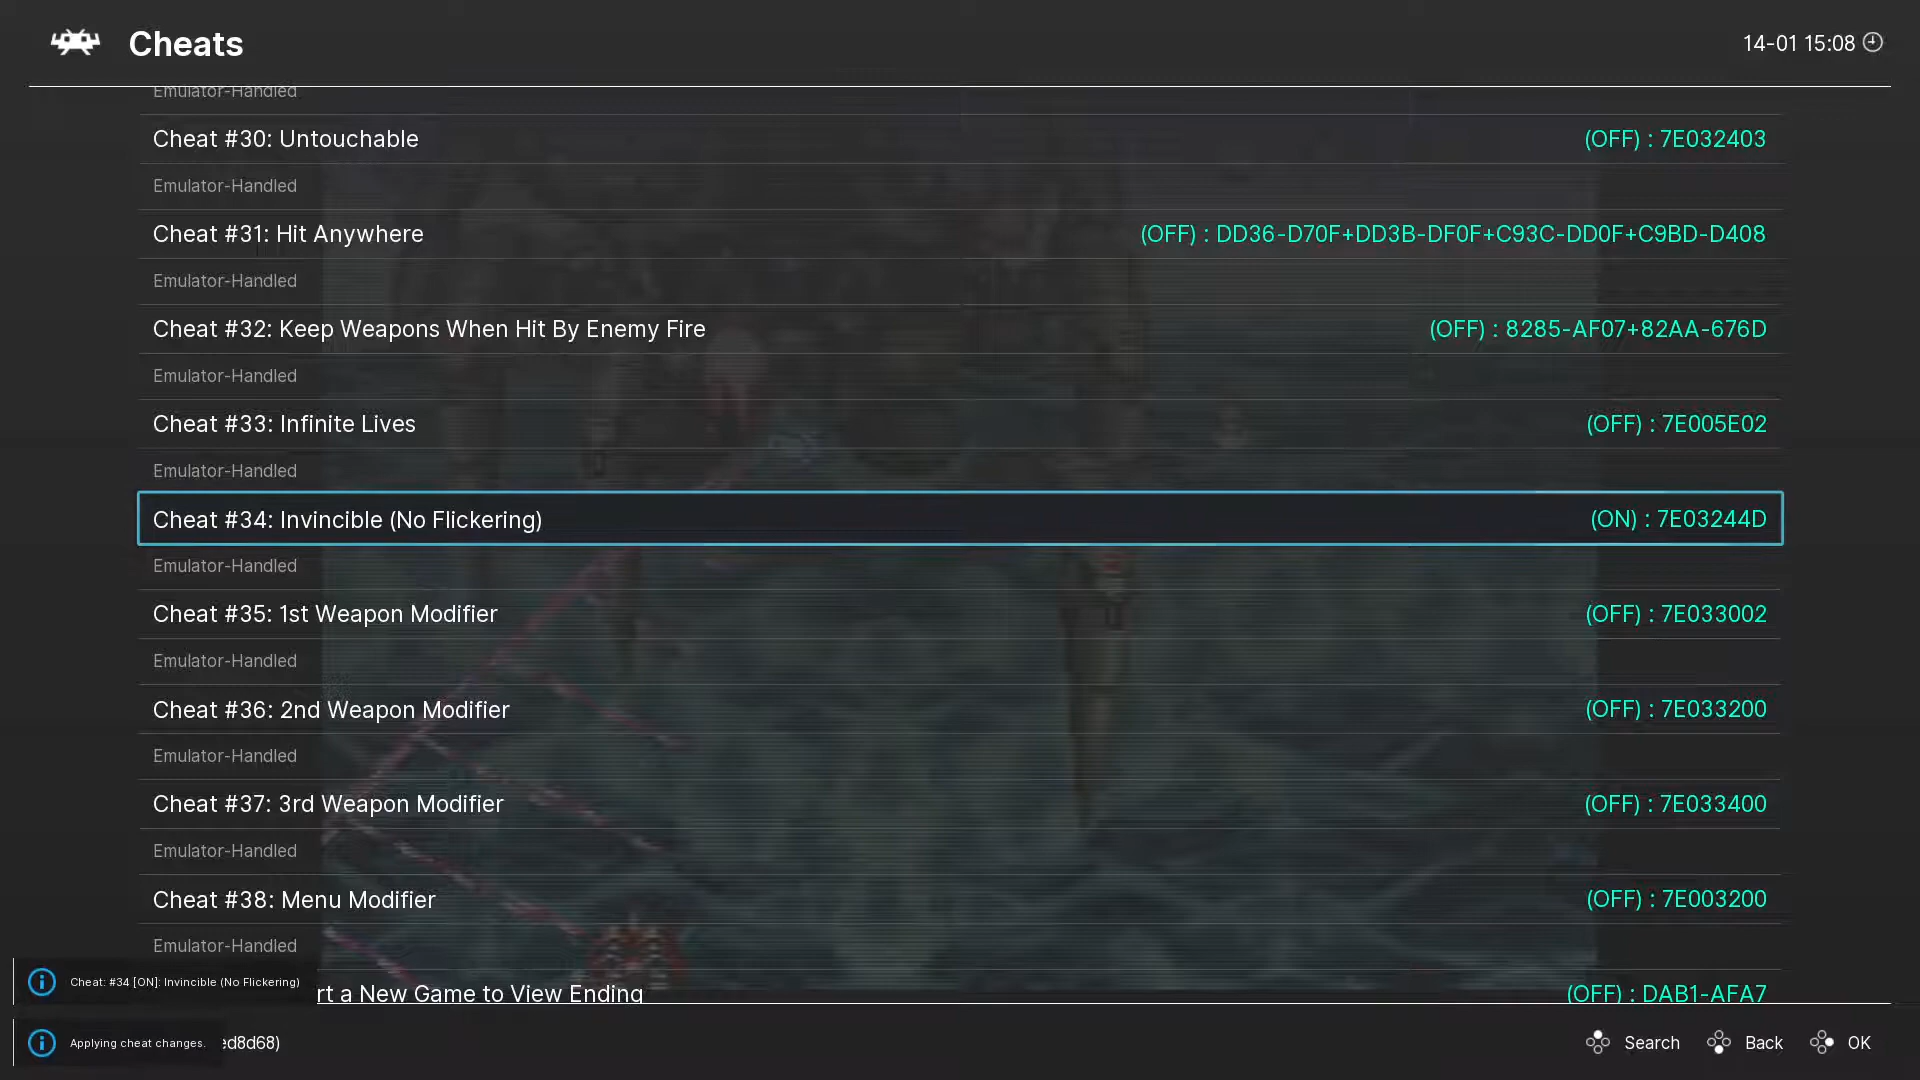 Cheats
14-01 15:08
Emulator-Handled
Cheat #30: Untouchable (OFF) : 7E032403
Emulator-Handled
Cheat #31: Hit Anywhere (OFF) : DD36-D70F+DD3B-DF0F+C93C-DD0F+C9BD-D408
Emulator-Handled
Cheat #32: Keep Weapons When Hit By Enemy Fire (OFF) : 8285-AF07+82AA-676D
Emulator-Handled
Cheat #33: Infinite Lives (OFF) : 7E005E02
Emulator-Handled
Cheat #34: Invincible (No Flickering) (ON) : 7E03244D
Emulator-Handled
Cheat #35: 1st Weapon Modifier (OFF) : 7E033002
Emulator-Handled
Cheat #36: 2nd Weapon Modifier (OFF) : 7E033200
Emulator-Handled
Cheat #37: 3rd Weapon Modifier (OFF) : 7E033400
Emulator-Handled
Cheat #38: Menu Modifier (OFF) : 7E003200
Emulator-Handled
Cheat: #34 [ON]: Invincible (No Flickering)
rt a New Game to View Ending (OFF) : DAB1-AFA7
Applying cheat changes. ed8d68) Search Back OK